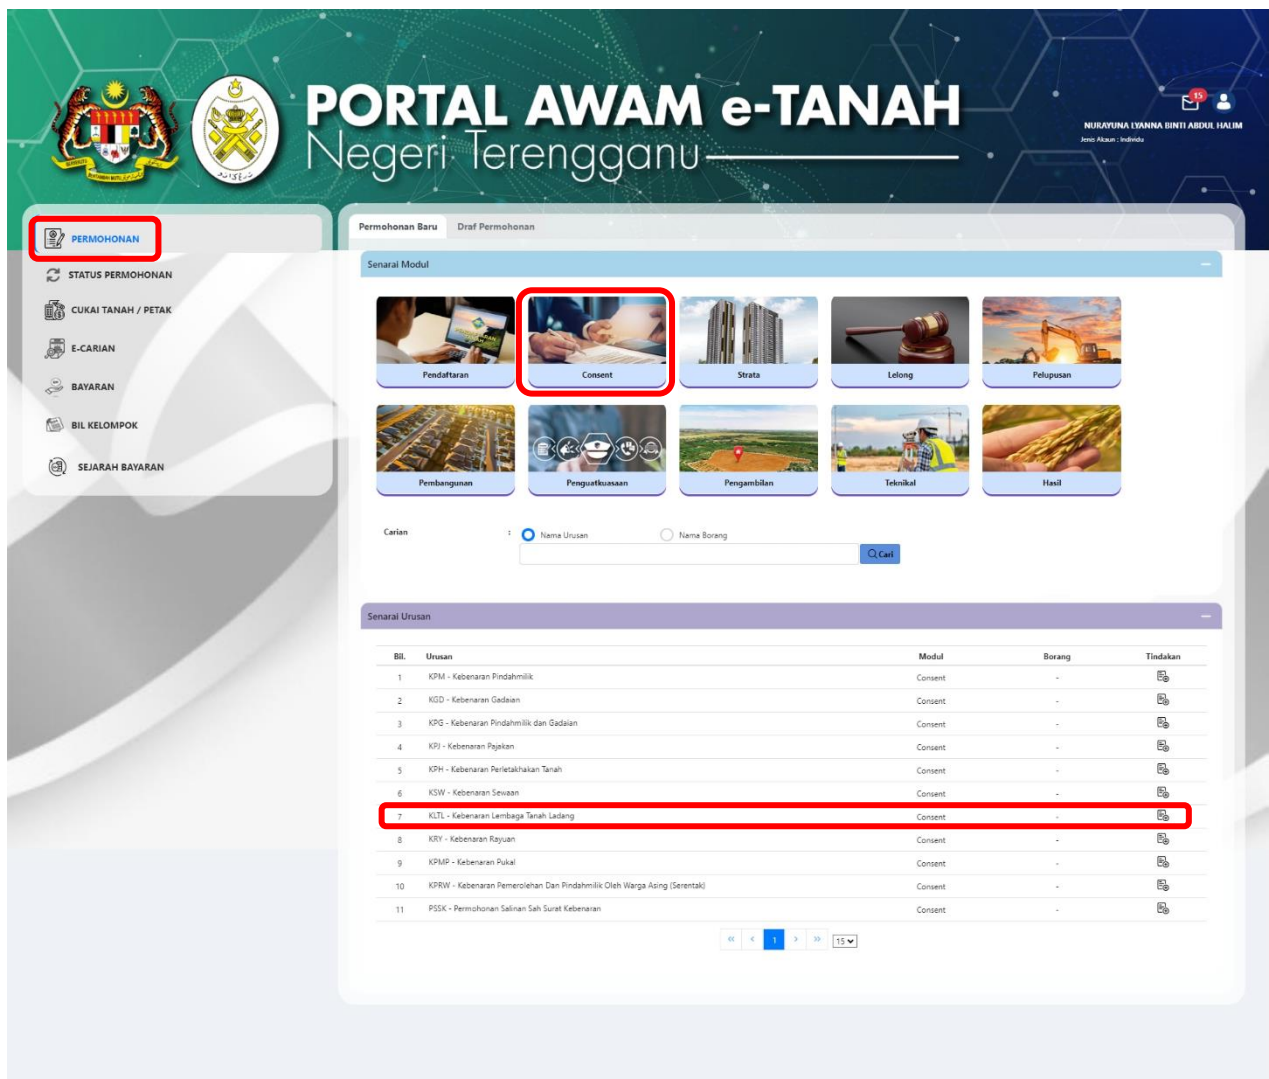 PORTAL AWAM e-TANAH
Negeri Terengganu
15
NURAYUNA LYANNA BINTI ABDUL HALIM
Jenis Akaun : Individu
PERMOHONAN
STATUS PERMOHONAN
CUKAI TANAH / PETAK
E-CARIAN
BAYARAN
BIL KELOMPOK
SEJARAH BAYARAN
Permohonan Baru Draf Permohonan
Senarai Modul
Pendaftaran Consent Strata Lelong Pelupusan
Pembangunan Penguatkuasaan Pengambilan Teknikal Hasil
Carian : Nama Urusan Nama Borang
Cari
Senarai Urusan
Bil. Urusan Modul Borang Tindakan
1 KPM - Kebenaran Pindahmilik Consent -
2 KGD - Kebenaran Gadaian Consent -
3 KPG - Kebenaran Pindahmilik dan Gadaian Consent -
4 KPJ - Kebenaran Pajakan Consent -
5 KPH - Kebenaran Perletakhakan Tanah Consent -
6 KSW - Kebenaran Sewaan Consent -
7 KLTL - Kebenaran Lembaga Tanah Ladang Consent -
8 KRY - Kebenaran Rayuan Consent -
9 KPMP - Kebenaran Pukal Consent -
10 KPRW - Kebenaran Pemerolehan Dan Pindahmilik Oleh Warga Asing (Serentak) Consent -
11 PSSK - Permohonan Salinan Sah Surat Kebenaran Consent -
« < 1 > » 15